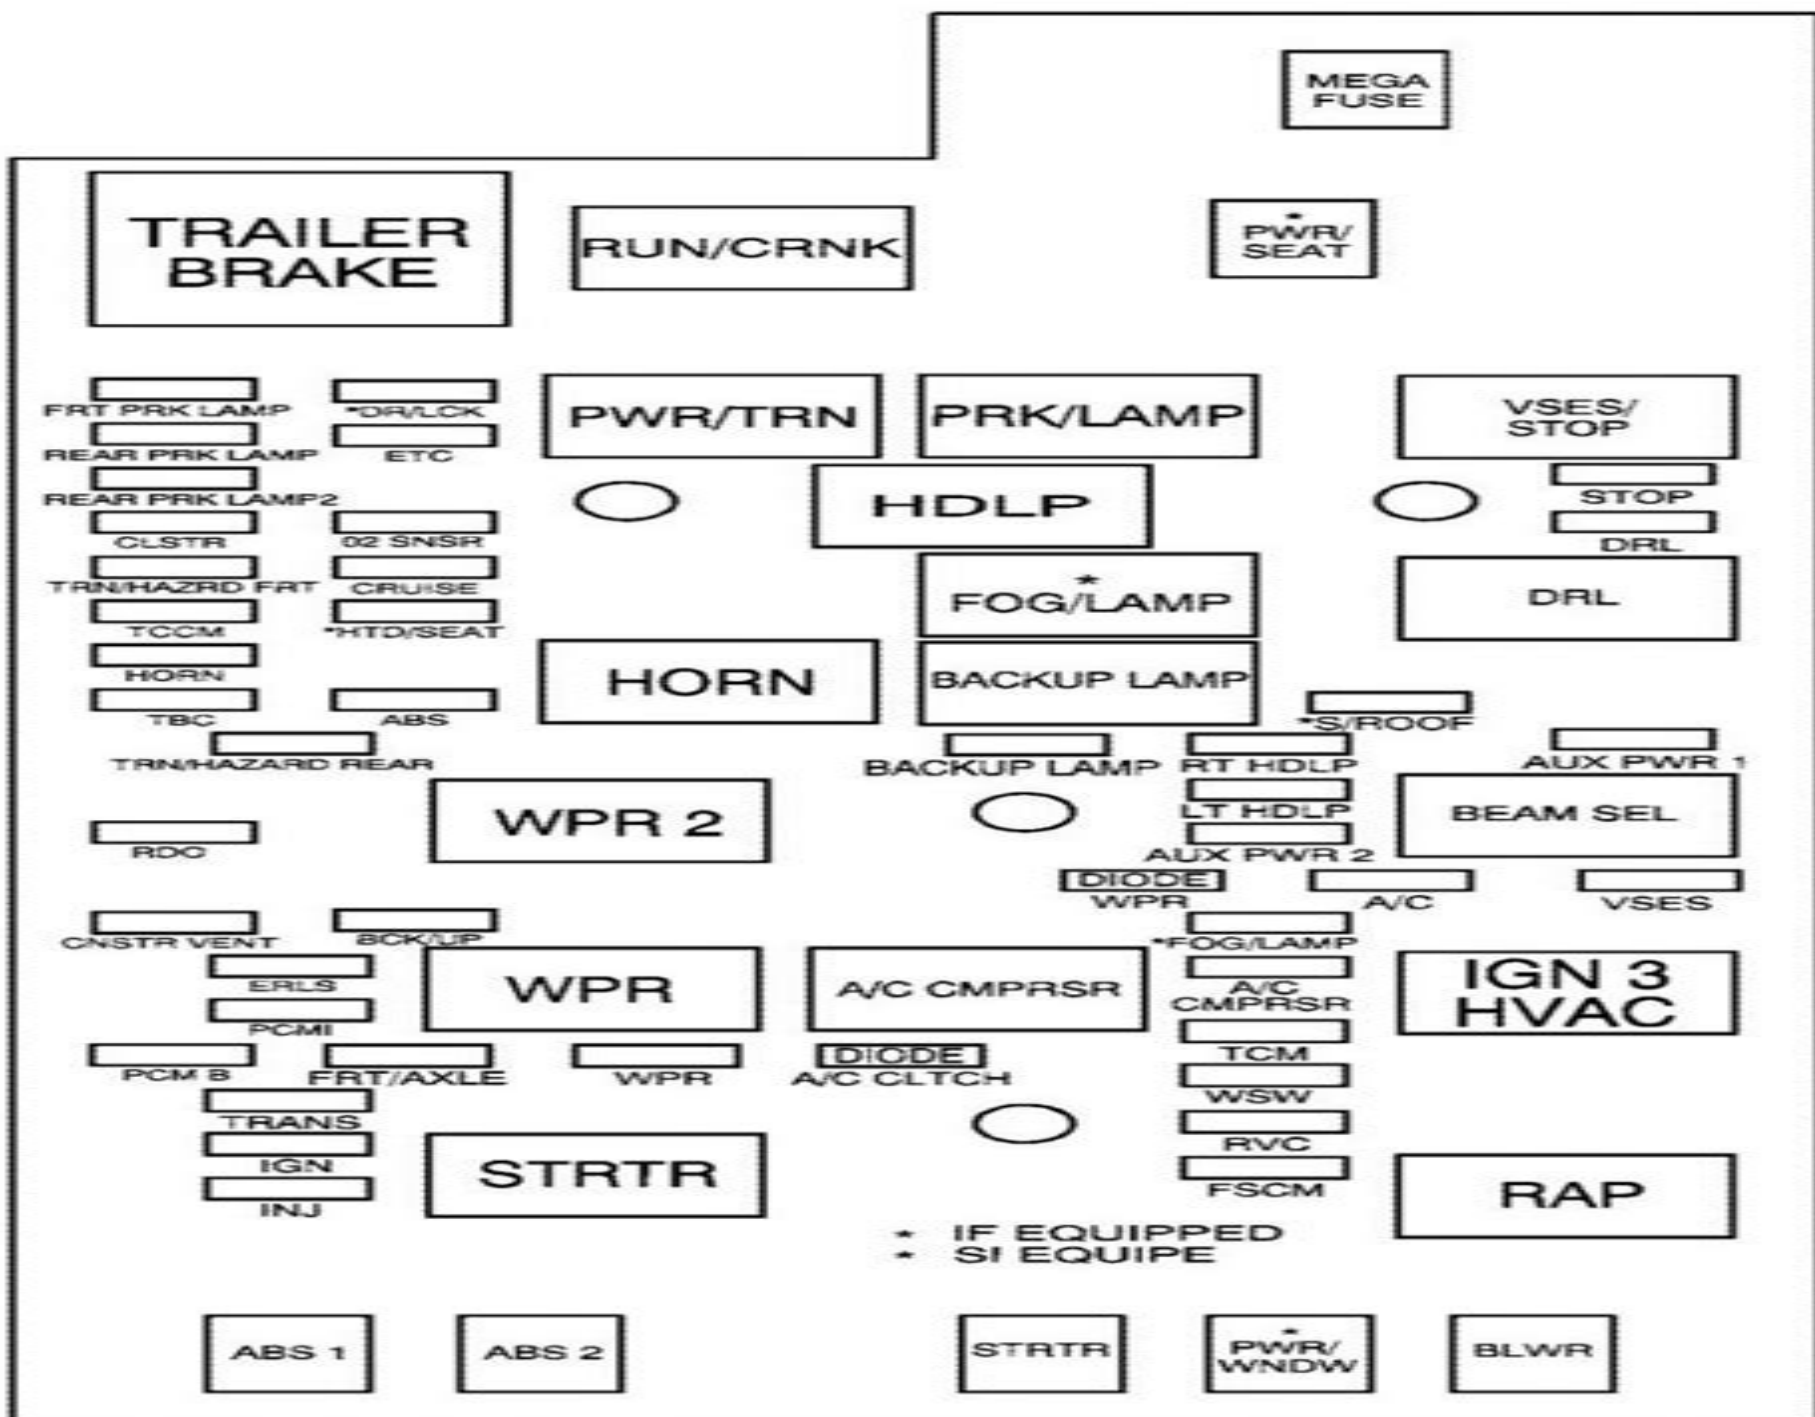 MEGA
FUSE
TRAILER
BRAKE
RUN/CRNK
*
PWR/
SEAT
FRT PRK LAMP
*DR/LCK
PWR/TRN
PRK/LAMP
VSES/
STOP
REAR PRK LAMP
ETC
REAR PRK LAMP2
HDLP
STOP
CLSTR
02 SNSR
DRL
TRN/HAZRD FRT
CRUISE
*
FOG/LAMP
DRL
TCCM
*HTD/SEAT
HORN
HORN
BACKUP LAMP
TBC
ABS
*S/ROOF
TRN/HAZARD REAR
BACKUP LAMP
RT HDLP
AUX PWR 1
WPR 2
LT HDLP
BEAM SEL
RDC
AUX PWR 2
DIODE
WPR
A/C
VSES
CNSTR VENT
BCK/UP
*FOG/LAMP
ERLS
WPR
A/C CMPRSR
A/C
CMPRSR
IGN 3
HVAC
PCMI
PCM B
FRT/AXLE
WPR
DIODE
A/C CLTCH
TCM
WSW
TRANS
RVC
IGN
STRTR
FSCM
RAP
INJ
* IF EQUIPPED
* SI EQUIPE
ABS 1
ABS 2
STRTR
*
PWR/
WNDW
BLWR